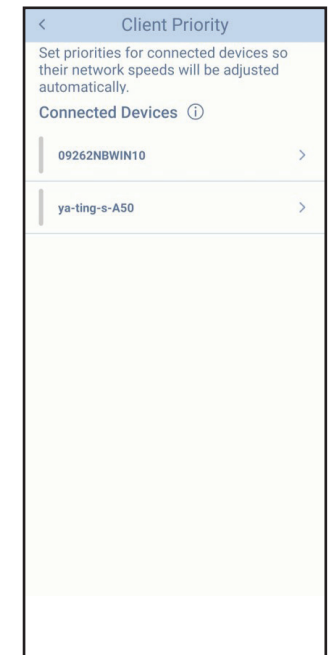 Client Priority
Set priorities for connected devices so
their network speeds will be adjusted
automatically.
Connected Devices
09262NBWIN10
ya-ting-s-A50